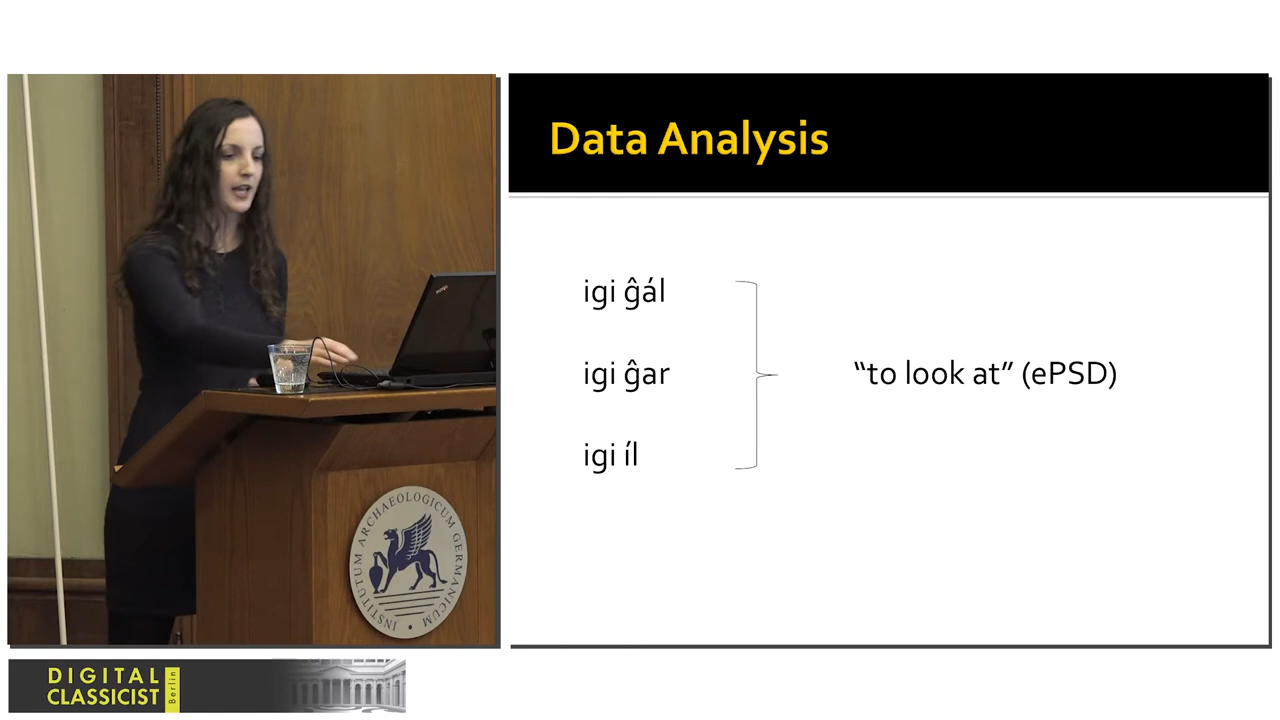 Data Analysis
igi ĝál
igi ĝar
igi íl
“to look at” (ePSD)
INSTITUTUM ARCHAEOLOGICUM GERMANICUM
DIGITAL
CLASSICIST
Berlin